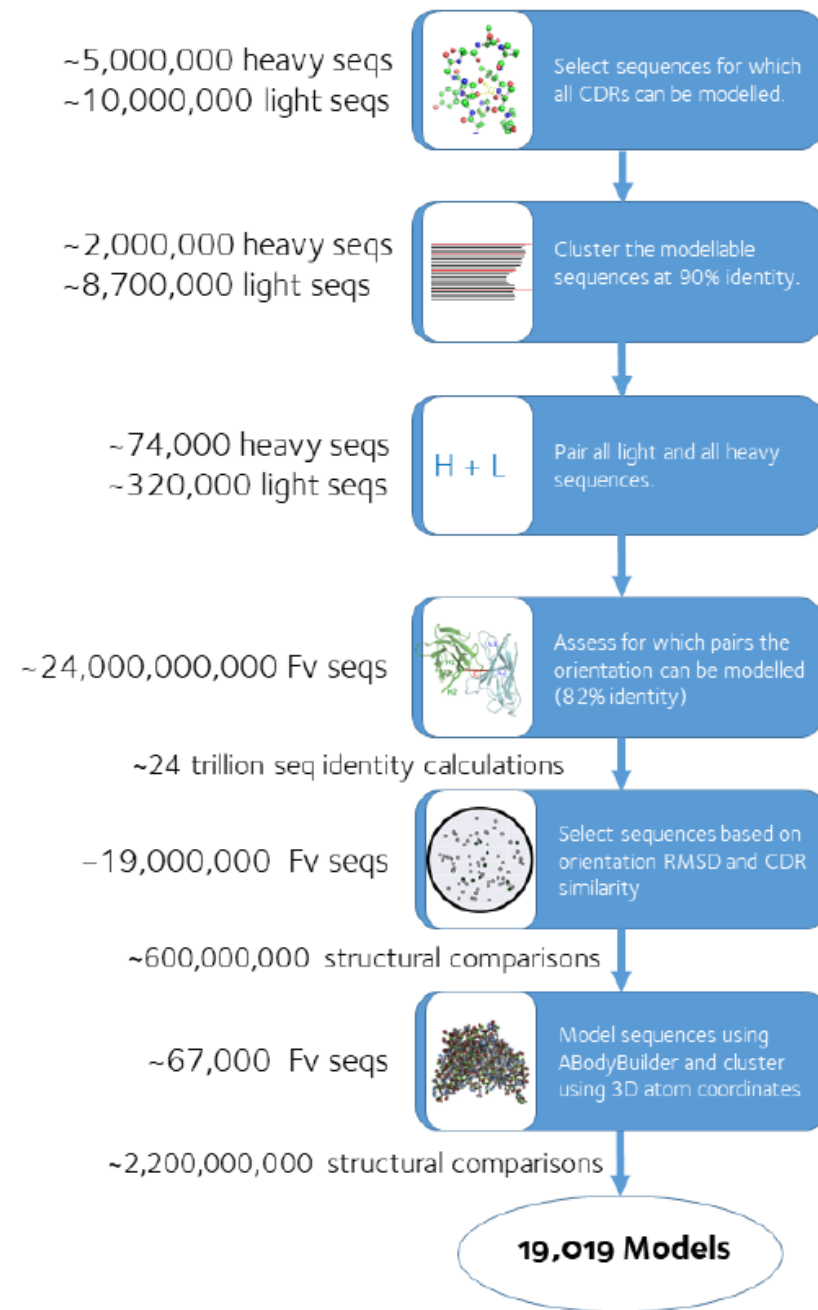 ~5,000,000 heavy seqs
~10,000,000 light seqs
Select sequences for which
all CDRs can be modelled.
~2,000,000 heavy seqs
~8,700,000 light seqs
Cluster the modellable
sequences at 90% identity.
~74,000 heavy seqs
~320,000 light seqs
H + L
Pair all light and all heavy
sequences.
~24,000,000,000 Fv seqs
Assess for which pairs the
orientation can be modelled
(82% identity)
~24 trillion seq identity calculations
~19,000,000 Fv seqs
Select sequences based on
orientation RMSD and CDR
similarity
~600,000,000 structural comparisons
~67,000 Fv seqs
Model sequences using
ABodyBuilder and cluster
using 3D atom coordinates
~2,200,000,000 structural comparisons
19,019 Models